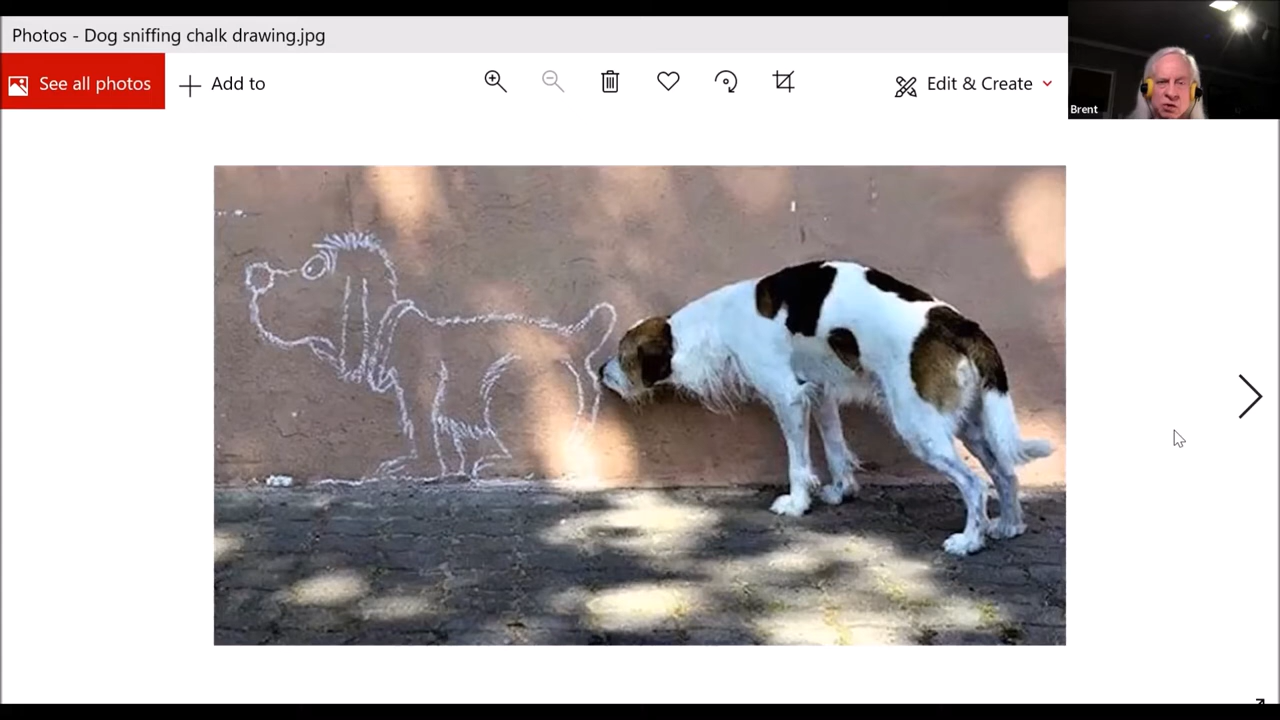 Photos - Dog sniffing chalk drawing.jpg
See all photos
Add to
Edit & Create
Brent